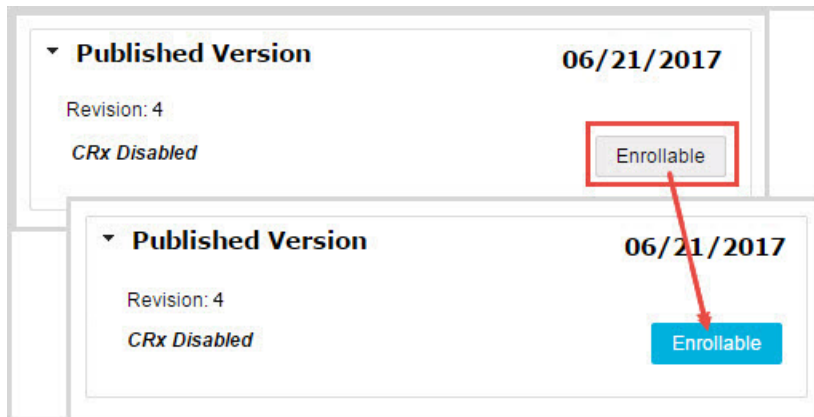 Published Version 06/21/2017
Revision: 4
CRx Disabled Enrollable
Published Version 06/21/2017
Revision: 4
CRx Disabled Enrollable